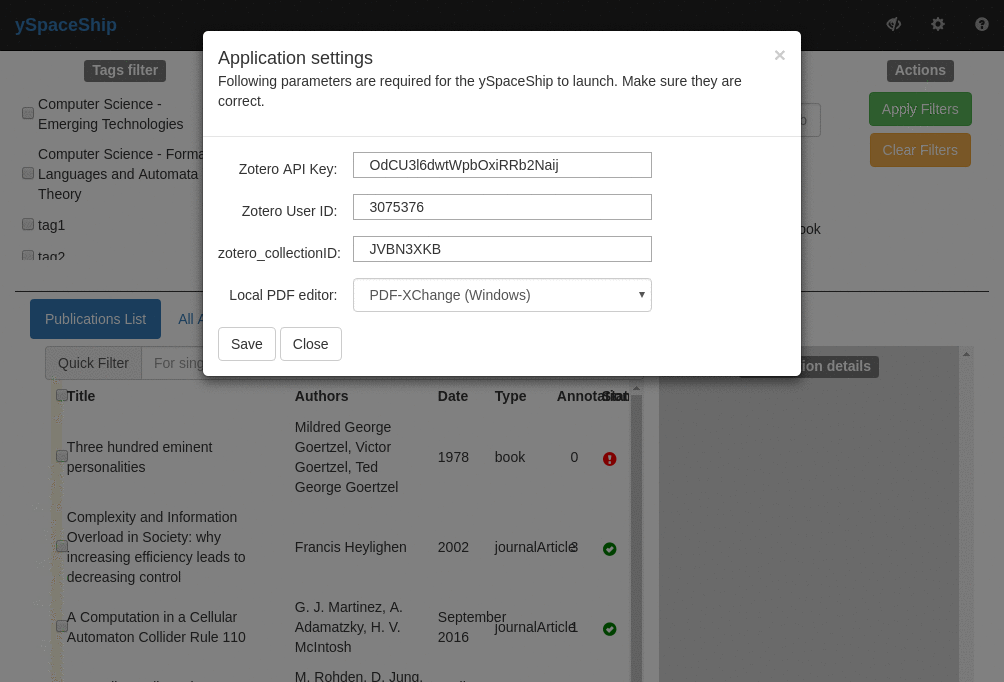 ySpaceShip
Application settings
×
Following parameters are required for the ySpaceShip to launch. Make sure they are
correct.
Zotero API Key:
OdCU3l6dwtWpbOxiRRb2Naij
Zotero User ID:
3075376
zotero_collectionID:
JVBN3XKB
Local PDF editor:
PDF-XChange (Windows)
Save
Close
Tags filter
Computer Science -
Emerging Technologies
Computer Science - Forma
Languages and Automata
Theory
tag1
tag2
Actions
Apply Filters
Clear Filters
ook
Publications List
All A
Quick Filter
For sing
ion details
Title
Authors
Date
Type
Annotation
Three hundred eminent
personalities
Mildred George
Goertzel, Victor
Goertzel, Ted
George Goertzel
1978
book
0
Complexity and Information
Overload in Society: why
increasing efficiency leads to
decreasing control
Francis Heylighen
2002
journalArticle
3
A Computation in a Cellular
Automaton Collider Rule 110
G. J. Martinez, A.
Adamatzky, H. V.
McIntosh
September
2016
journalArticle
1
M. Rohden, D. Jung,